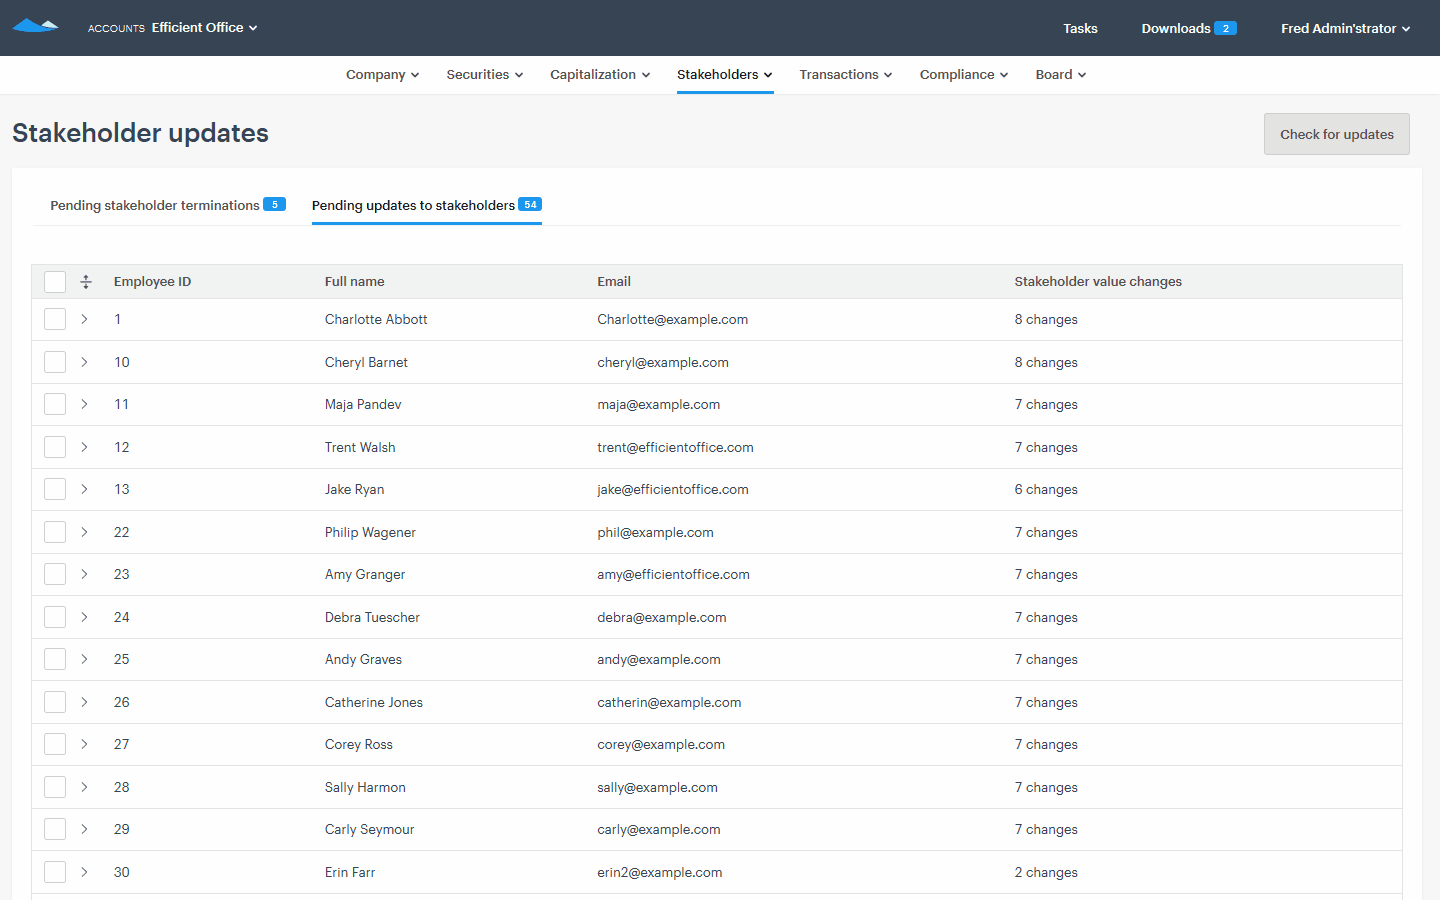 ACCOUNTS Efficient Office Tasks Downloads 2 Fred Admin'strator
Company Securities Capitalization Stakeholders Transactions Compliance Board
Stakeholder updates Check for updates
Pending stakeholder terminations 5 Pending updates to stakeholders 54
Employee ID Full name Email Stakeholder value changes
1 Charlotte Abbott Charlotte@example.com 8 changes
10 Cheryl Barnet cheryl@example.com 8 changes
11 Maja Pandev maja@example.com 7 changes
12 Trent Walsh trent@efficientoffice.com 7 changes
13 Jake Ryan jake@efficientoffice.com 6 changes
22 Philip Wagener phil@example.com 7 changes
23 Amy Granger amy@efficientoffice.com 7 changes
24 Debra Tuescher debra@example.com 7 changes
25 Andy Graves andy@example.com 7 changes
26 Catherine Jones catherin@example.com 7 changes
27 Corey Ross corey@example.com 7 changes
28 Sally Harmon sally@example.com 7 changes
29 Carly Seymour carly@example.com 7 changes
30 Erin Farr erin2@example.com 2 changes